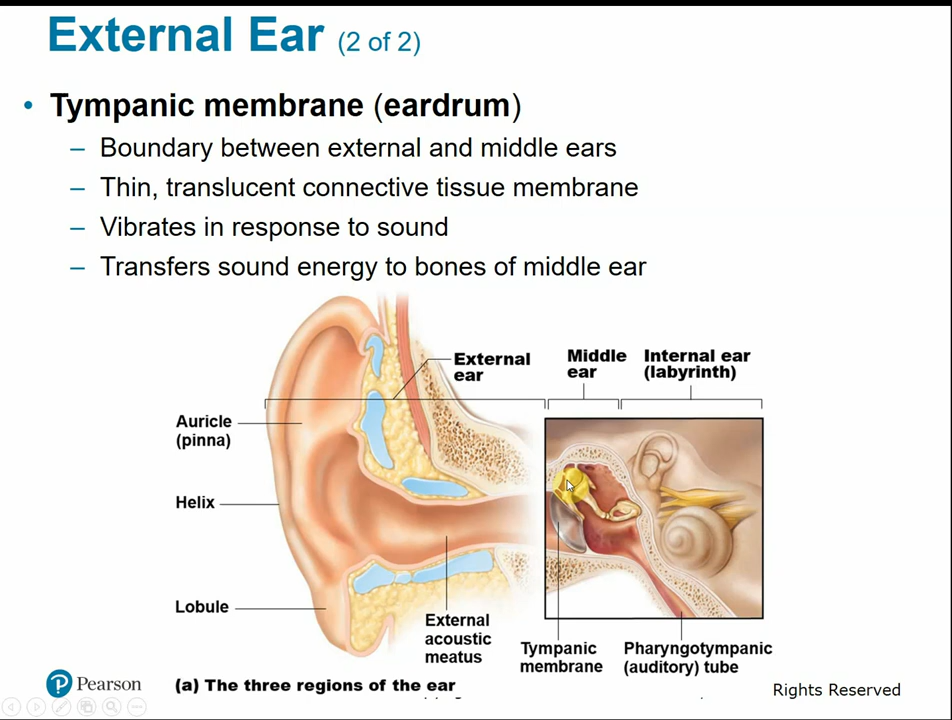 External Ear (2 of 2)
• Tympanic membrane (eardrum)
– Boundary between external and middle ears
– Thin, translucent connective tissue membrane
– Vibrates in response to sound
– Transfers sound energy to bones of middle ear
External
ear
Middle
ear
Internal ear
(labyrinth)
Auricle
(pinna)
Helix
Lobule
External
acoustic
meatus
Tympanic
membrane
Pharyngotympanic
(auditory) tube
(a) The three regions of the ear
Pearson
Rights Reserved